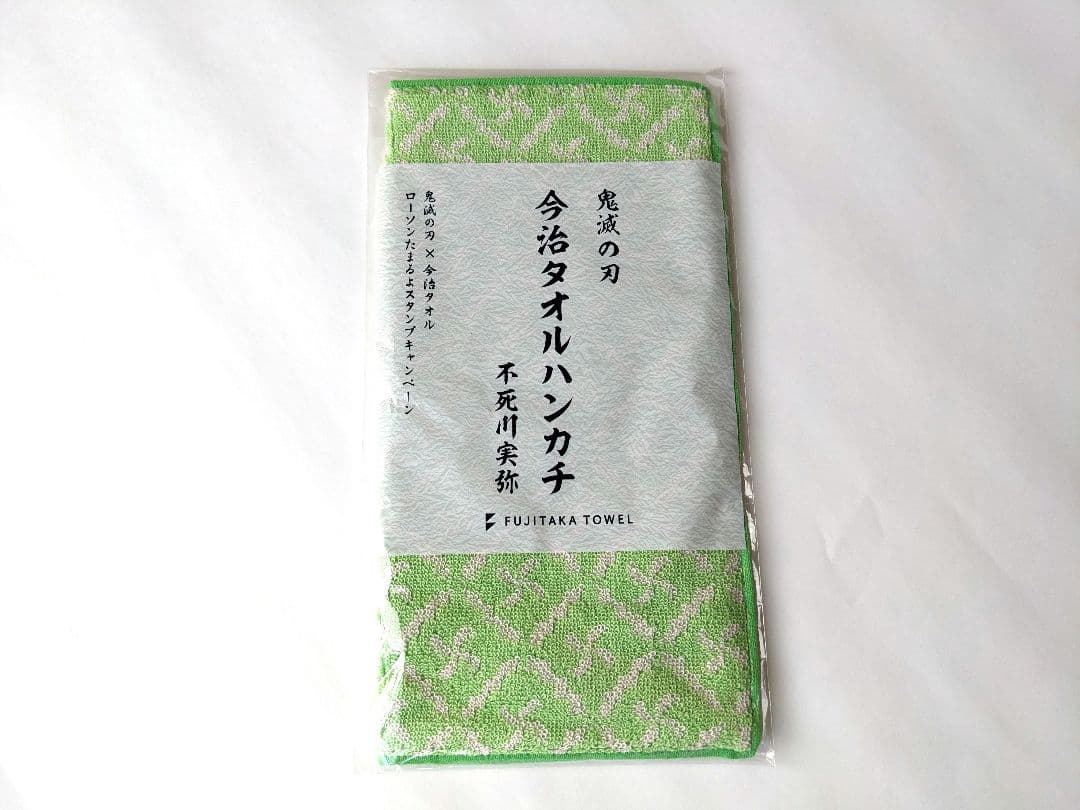 鬼滅の刃
今治タオルハンカチ
不死川実弥
鬼滅の刃 × 今治タオル
ローソンたまるよスタンプキャンペーン
FUJITAKA TOWEL